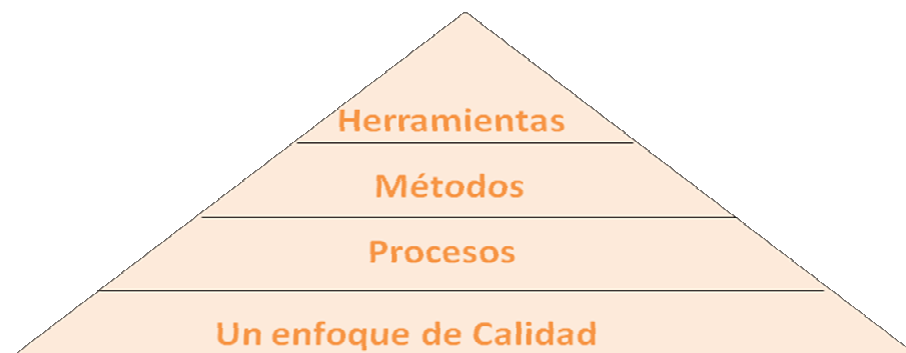 Herramientas
Métodos
Procesos
Un enfoque de Calidad